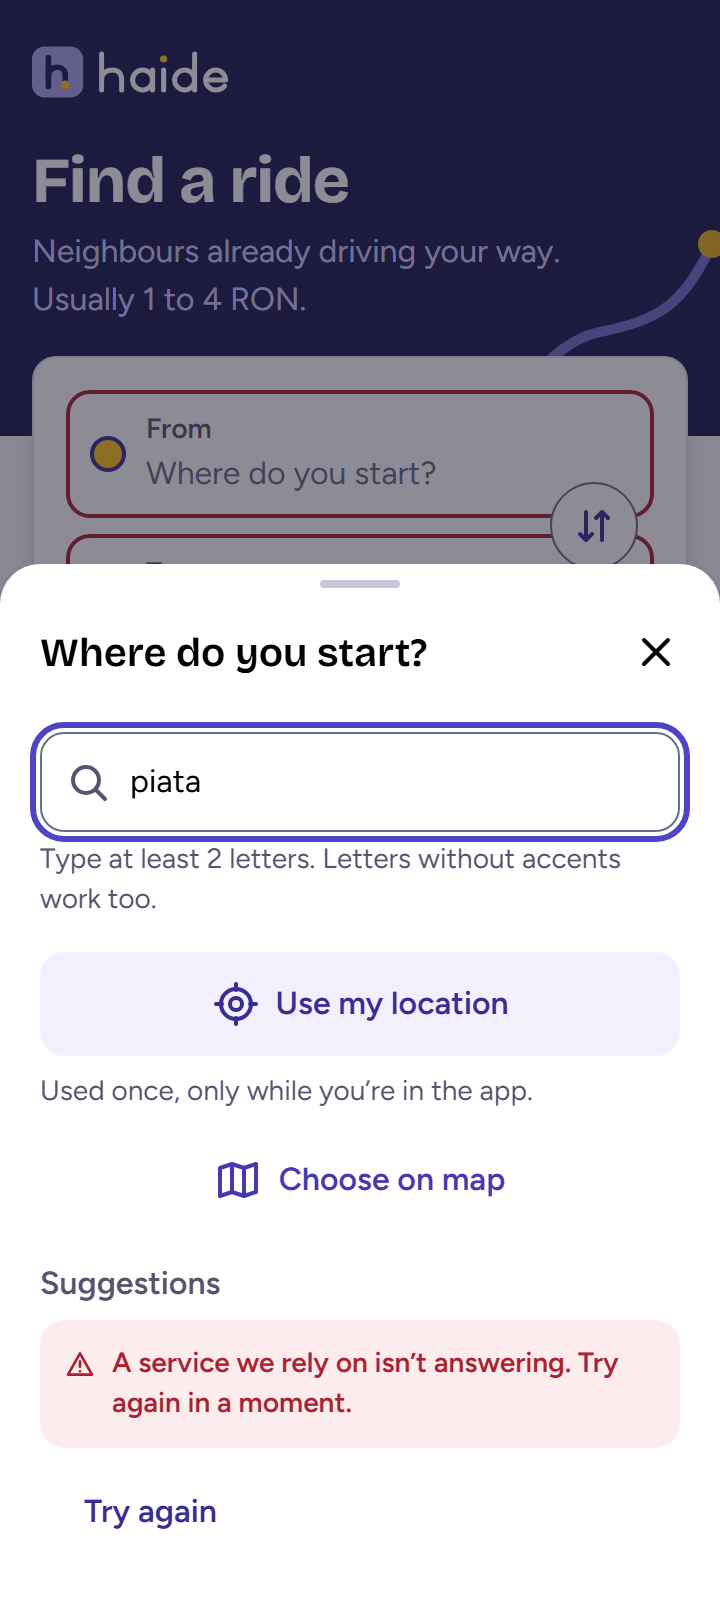 h.
haide
Find a ride
Neighbours already driving your way.
Usually 1 to 4 RON.
From
Where do you start?
Where do you start?
piata
Type at least 2 letters. Letters without accents
work too.
Use my location
Used once, only while you’re in the app.
Choose on map
Suggestions
A service we rely on isn’t answering. Try
again in a moment.
Try again